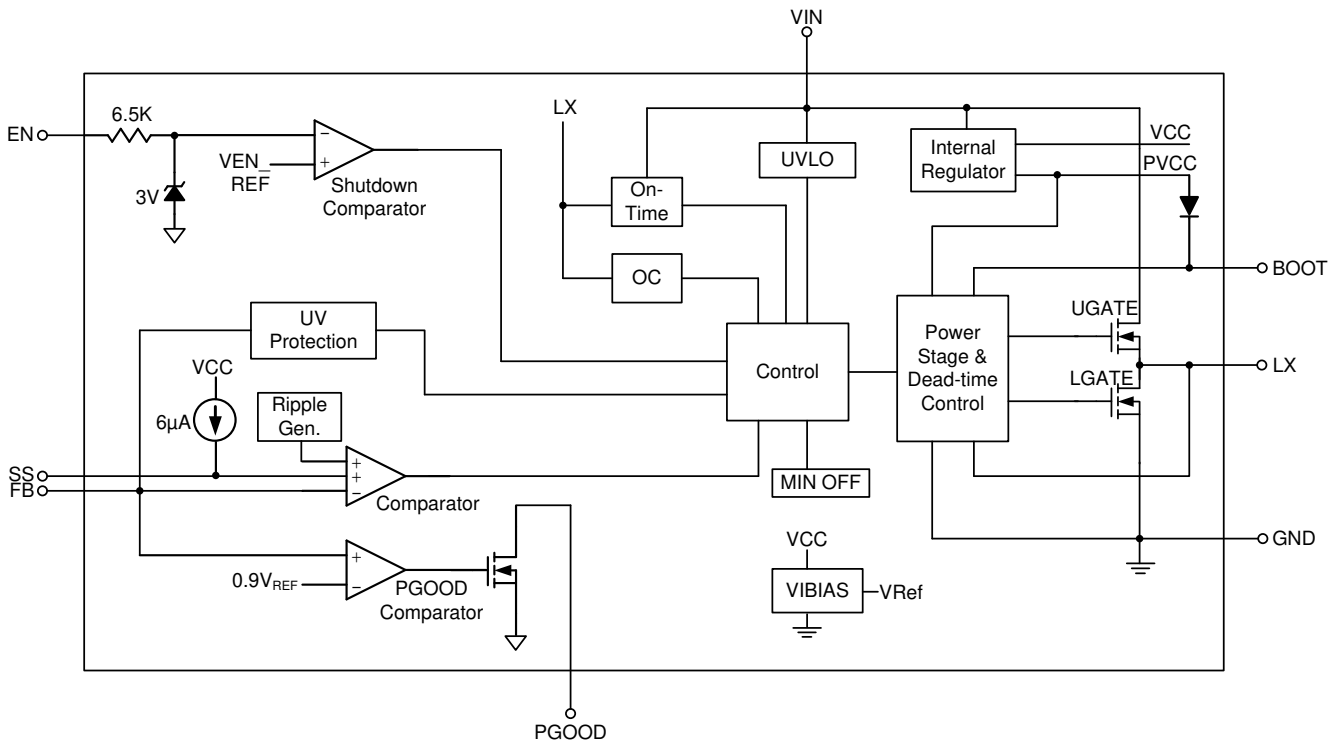 VIN
EN
6.5K
3V
VEN_
REF
Shutdown
Comparator
LX
On-
Time
OC
UVLO
Internal
Regulator
VCC
PVCC
BOOT
UV
Protection
VCC
6µA
Ripple
Gen.
SS
FB
Comparator
Control
MIN OFF
Power
Stage &
Dead-time
Control
UGATE
LGATE
LX
GND
0.9VREF
PGOOD
Comparator
VCC
VIBIAS
VRef
PGOOD